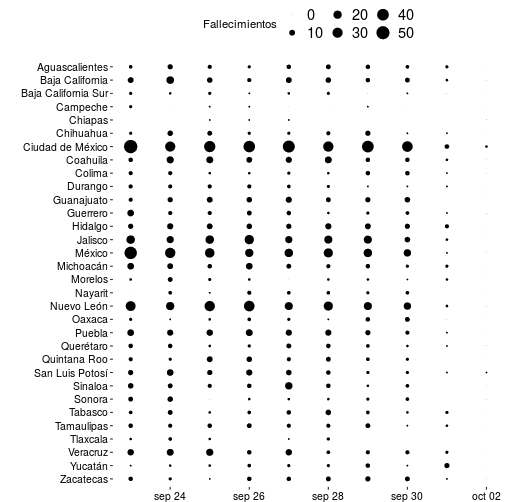 Fallecimientos
0 20 40
10 30 50
Aguascalientes
Baja California
Baja California Sur
Campeche
Chiapas
Chihuahua
Ciudad de México
Coahuila
Colima
Durango
Guanajuato
Guerrero
Hidalgo
Jalisco
México
Michoacán
Morelos
Nayarit
Nuevo León
Oaxaca
Puebla
Querétaro
Quintana Roo
San Luis Potosí
Sinaloa
Sonora
Tabasco
Tamaulipas
Tlaxcala
Veracruz
Yucatán
Zacatecas
sep 24 sep 26 sep 28 sep 30 oct 02